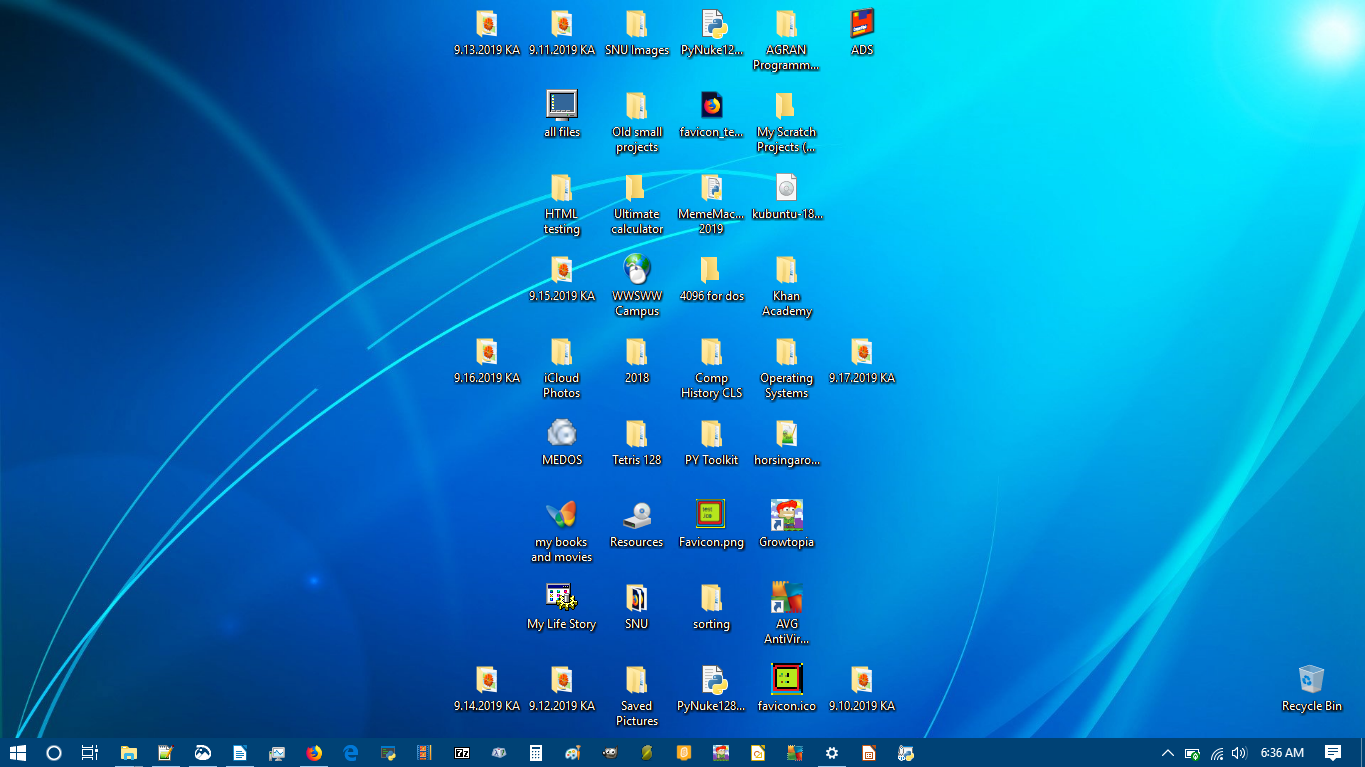 9.13.2019 KA 9.11.2019 KA SNU Images PyNuke12... AGRAN ADS
Programm...
all files Old small favicon_te... My Scratch
projects Projects (...
HTML Ultimate MemeMac... kubuntu-18...
testing calculator 2019
9.15.2019 KA WWSWW 4096 for dos Khan
Campus Academy
9.16.2019 KA iCloud 2018 Comp Operating 9.17.2019 KA
Photos History CLS Systems
MEDOS Tetris 128 PY Toolkit horsingaro...
test
.ico
my books Resources Favicon.png Growtopia
and movies
My Life Story SNU sorting AVG
AntiVir...
9.14.2019 KA 9.12.2019 KA Saved PyNuke128... favicon.ico 9.10.2019 KA
Pictures
Recycle Bin
7z
6:36 AM